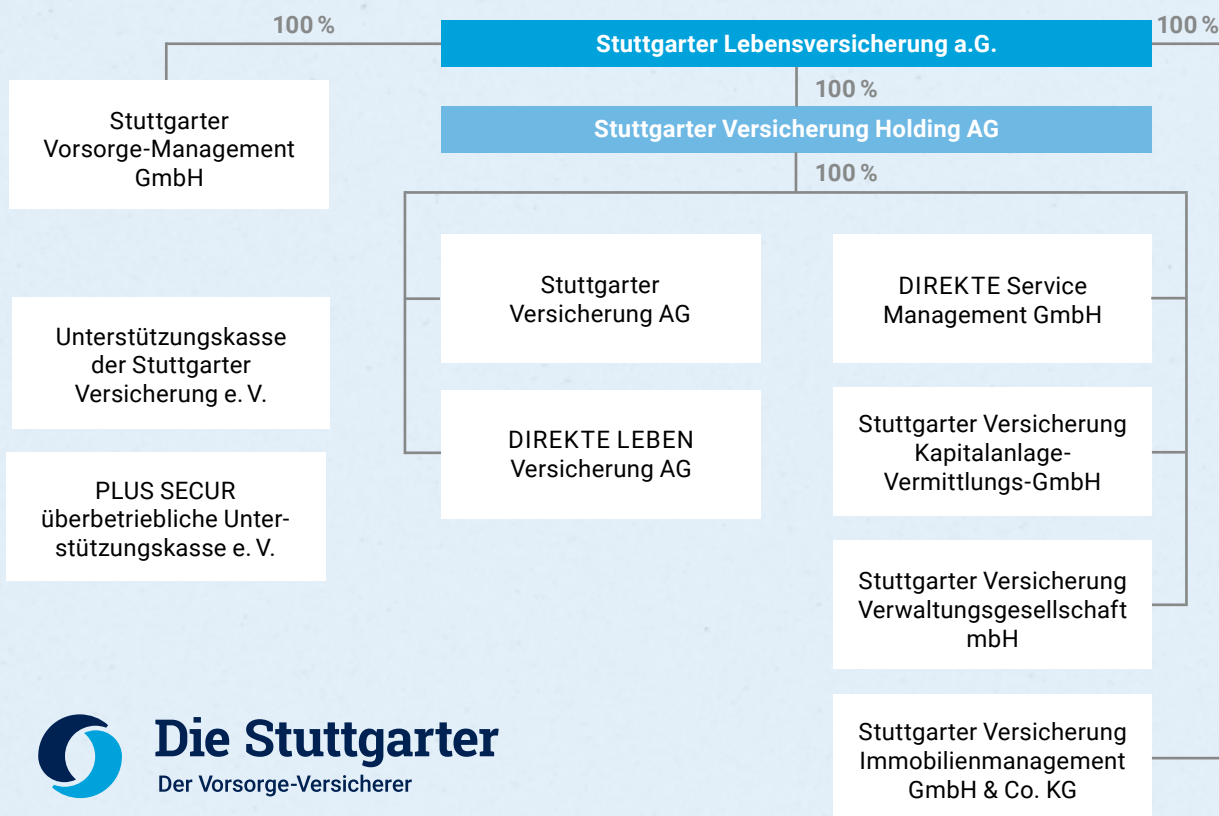 100 %
Stuttgarter Lebensversicherung a.G.
100 %
100 %
Stuttgarter Versicherung Holding AG
100 %
Stuttgarter
Vorsorge-Management
GmbH
Unterstützungskasse
der Stuttgarter
Versicherung e. V.
PLUS SECUR
überbetriebliche Unter-
stützungskasse e. V.
Stuttgarter
Versicherung AG
DIREKTE LEBEN
Versicherung AG
DIREKTE Service
Management GmbH
Stuttgarter Versicherung
Kapitalanlage-
Vermittlungs-GmbH
Stuttgarter Versicherung
Verwaltungsgesellschaft
mbH
Stuttgarter Versicherung
Immobilienmanagement
GmbH & Co. KG
Die Stuttgarter
Der Vorsorge-Versicherer